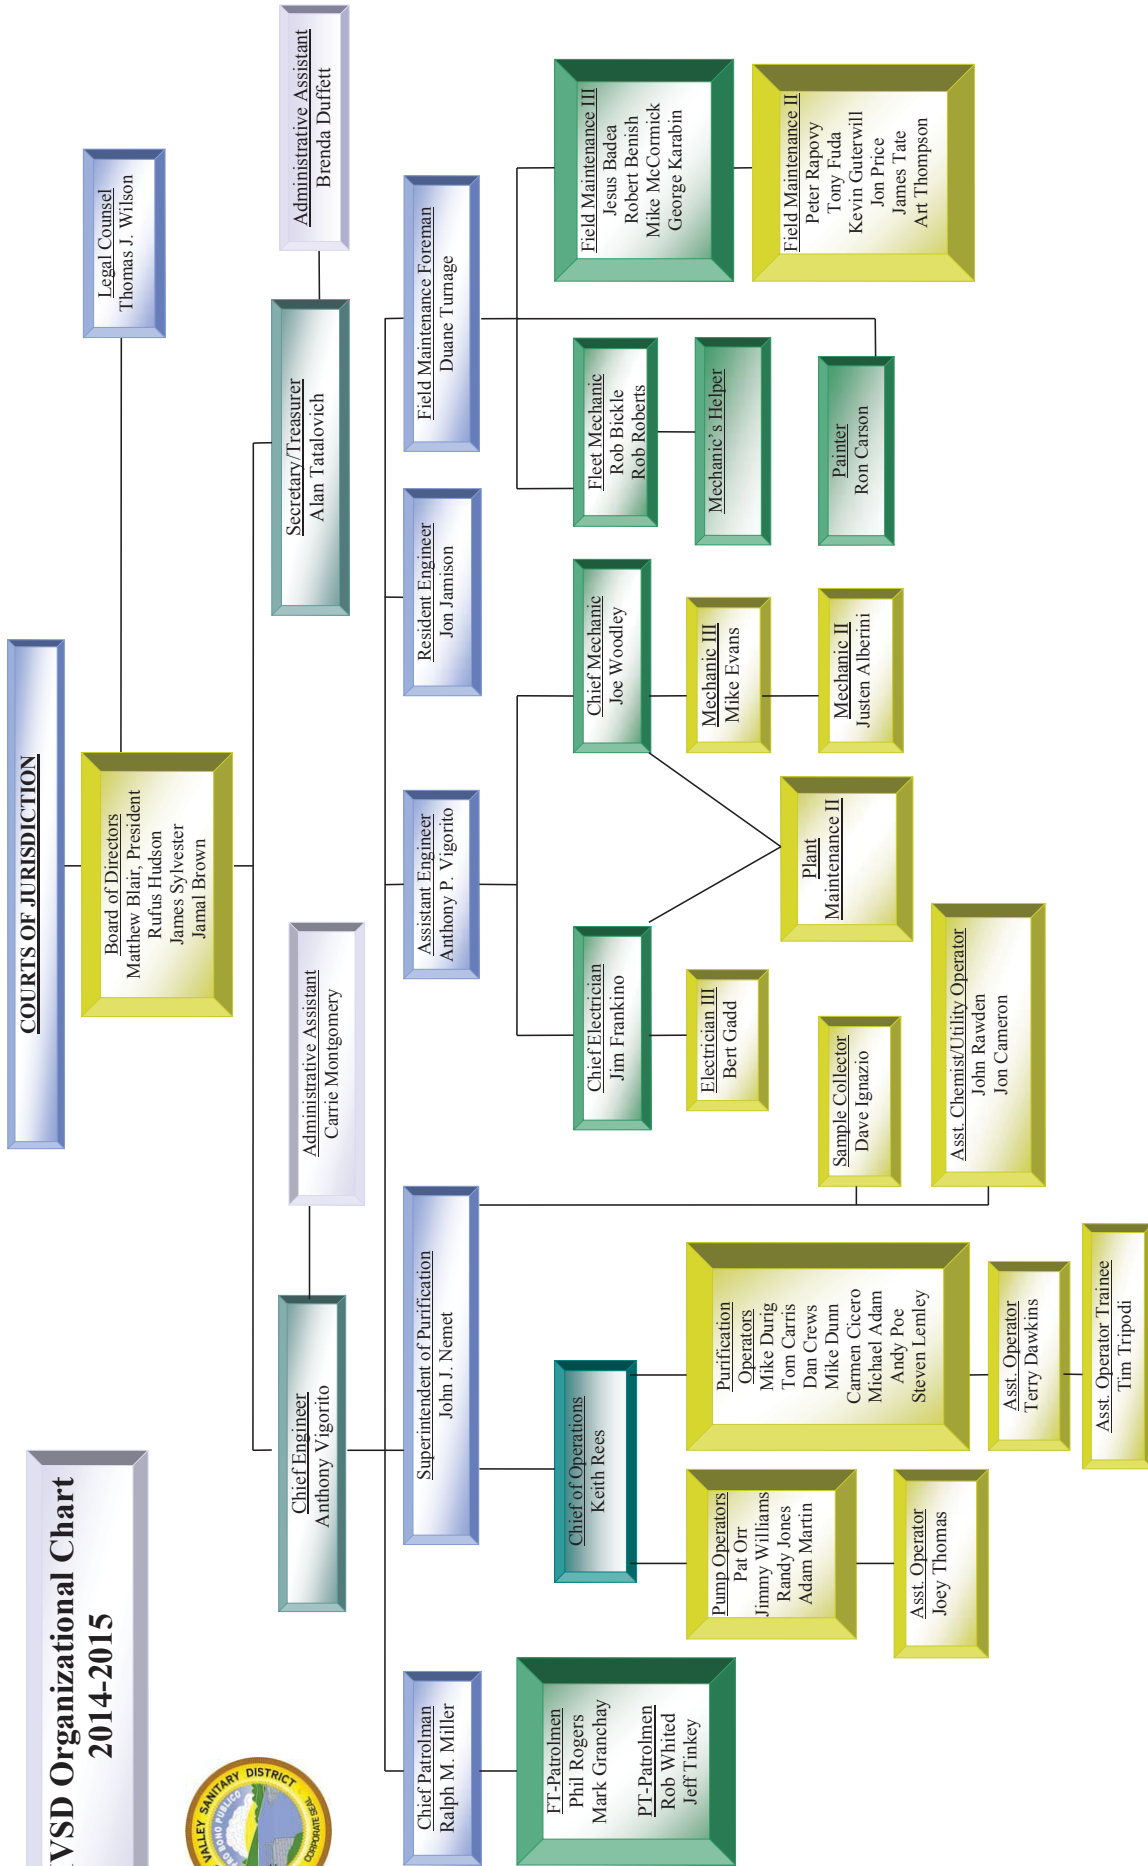 VSD Organizational Chart
2014-2015
VALLEY SANITARY DISTRICT
PRO BONO PUBLICO
CORPORATE SEAL
COURTS OF JURISDICTION
Board of Directors
Matthew Blair, President
Rufus Hudson
James Sylvester
Jamal Brown
Legal Counsel
Thomas J. Wilson
Chief Engineer
Anthony Vigorito
Administrative Assistant
Carrie Montgomery
Secretary/Treasurer
Alan Tatalovich
Administrative Assistant
Brenda Duffett
Chief Patrolman
Ralph M. Miller
Superintendent of Purification
John J. Nemet
Assistant Engineer
Anthony P. Vigorito
Resident Engineer
Jon Jamison
Field Maintenance Foreman
Duane Turnage
FT-Patrolmen
Phil Rogers
Mark Granchay
PT-Patrolmen
Rob Whited
Jeff Tinkey
Chief of Operations
Keith Rees
Chief Electrician
Jim Frankino
Chief Mechanic
Joe Woodley
Fleet Mechanic
Rob Bickle
Rob Roberts
Field Maintenance III
Jesus Badea
Robert Benish
Mike McCormick
George Karabin
Pump Operators
Pat Orr
Jimmy Williams
Randy Jones
Adam Martin
Purification
Operators
Mike Durig
Tom Carris
Dan Crews
Mike Dunn
Carmen Cicero
Michael Adam
Andy Poe
Steven Lemley
Electrician III
Bert Gadd
Mechanic III
Mike Evans
Mechanic's Helper
Field Maintenance II
Peter Rapovy
Tony Fuda
Kevin Guterwill
Jon Price
James Tate
Art Thompson
Plant
Maintenance II
Sample Collector
Dave Ignazio
Mechanic II
Justen Alberini
Painter
Ron Carson
Asst. Operator
Joey Thomas
Asst. Chemist/Utility Operator
John Rawden
Jon Cameron
Asst. Operator
Terry Dawkins
Asst. Operator Trainee
Tim Tripodi